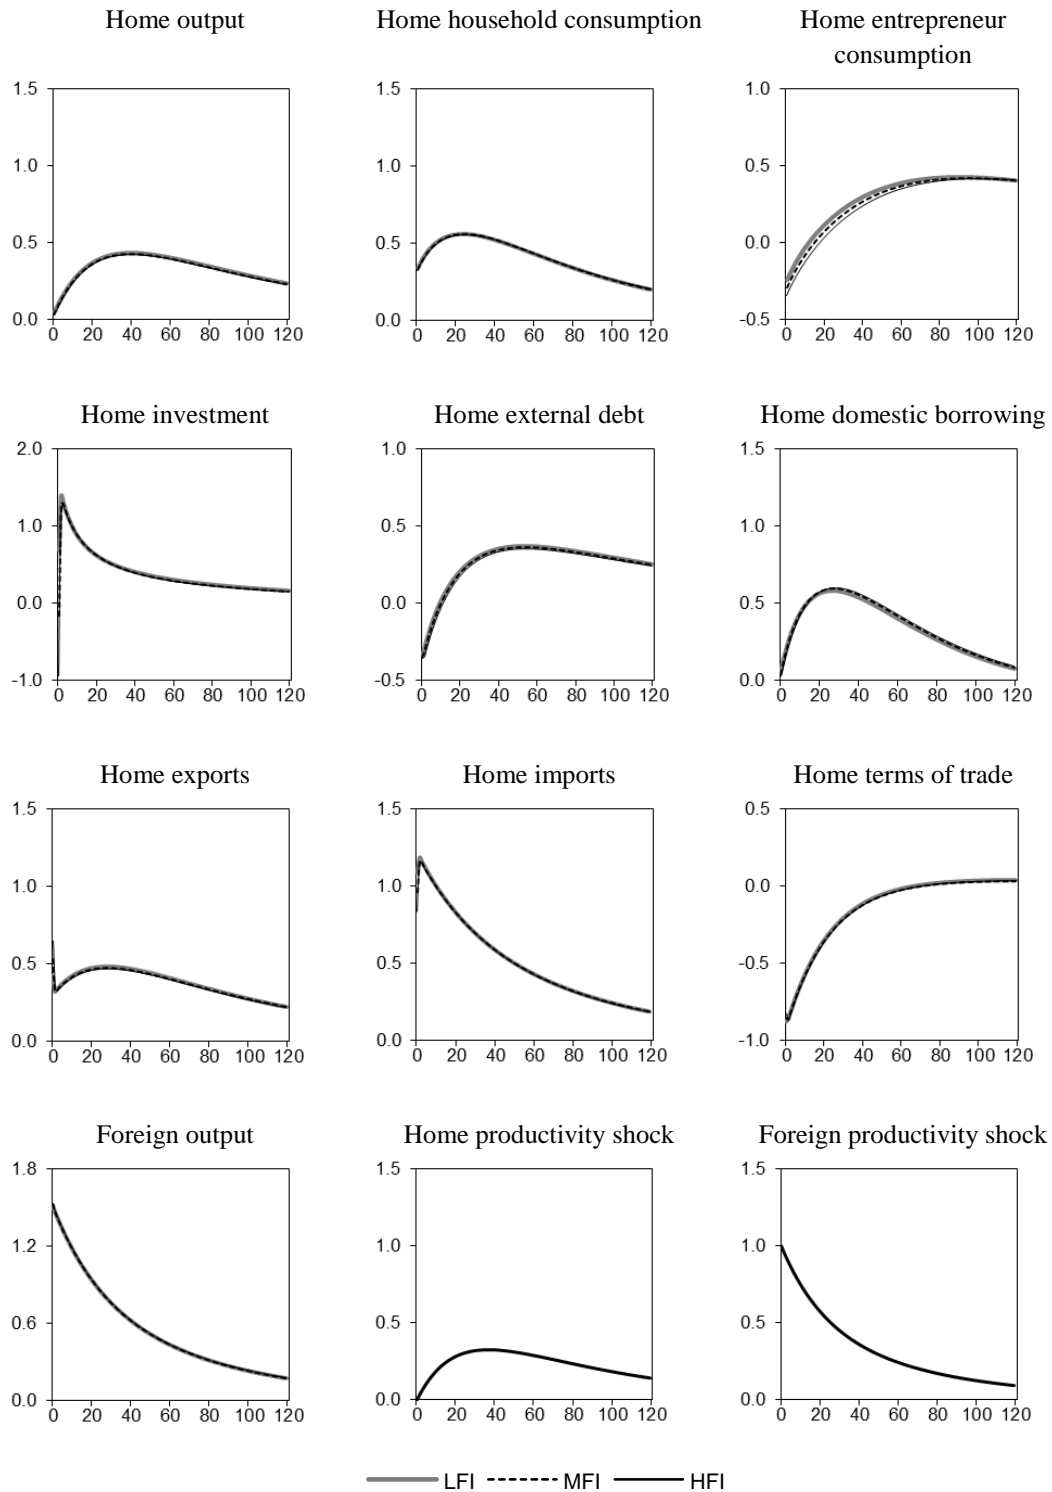 Home output
Home household consumption
Home entrepreneur
consumption
1.5
1.0
0.5
0.0
0 20 40 60 80 100 120
1.5
1.0
0.5
0.0
0 20 40 60 80 100 120
1.0
0.5
0.0
-0.5
0 20 40 60 80 100 120
Home investment
Home external debt
Home domestic borrowing
2.0
1.0
0.0
-1.0
0 20 40 60 80 100 120
1.0
0.5
0.0
-0.5
0 20 40 60 80 100 120
1.5
1.0
0.5
0.0
0 20 40 60 80 100 120
Home exports
Home imports
Home terms of trade
1.5
1.0
0.5
0.0
0 20 40 60 80 100 120
1.5
1.0
0.5
0.0
0 20 40 60 80 100 120
0.5
0.0
-0.5
-1.0
0 20 40 60 80 100 120
Foreign output
Home productivity shock
Foreign productivity shock
1.8
1.2
0.6
0.0
0 20 40 60 80 100 120
1.5
1.0
0.5
0.0
0 20 40 60 80 100 120
1.5
1.0
0.5
0.0
0 20 40 60 80 100 120
LFI MFI HFI